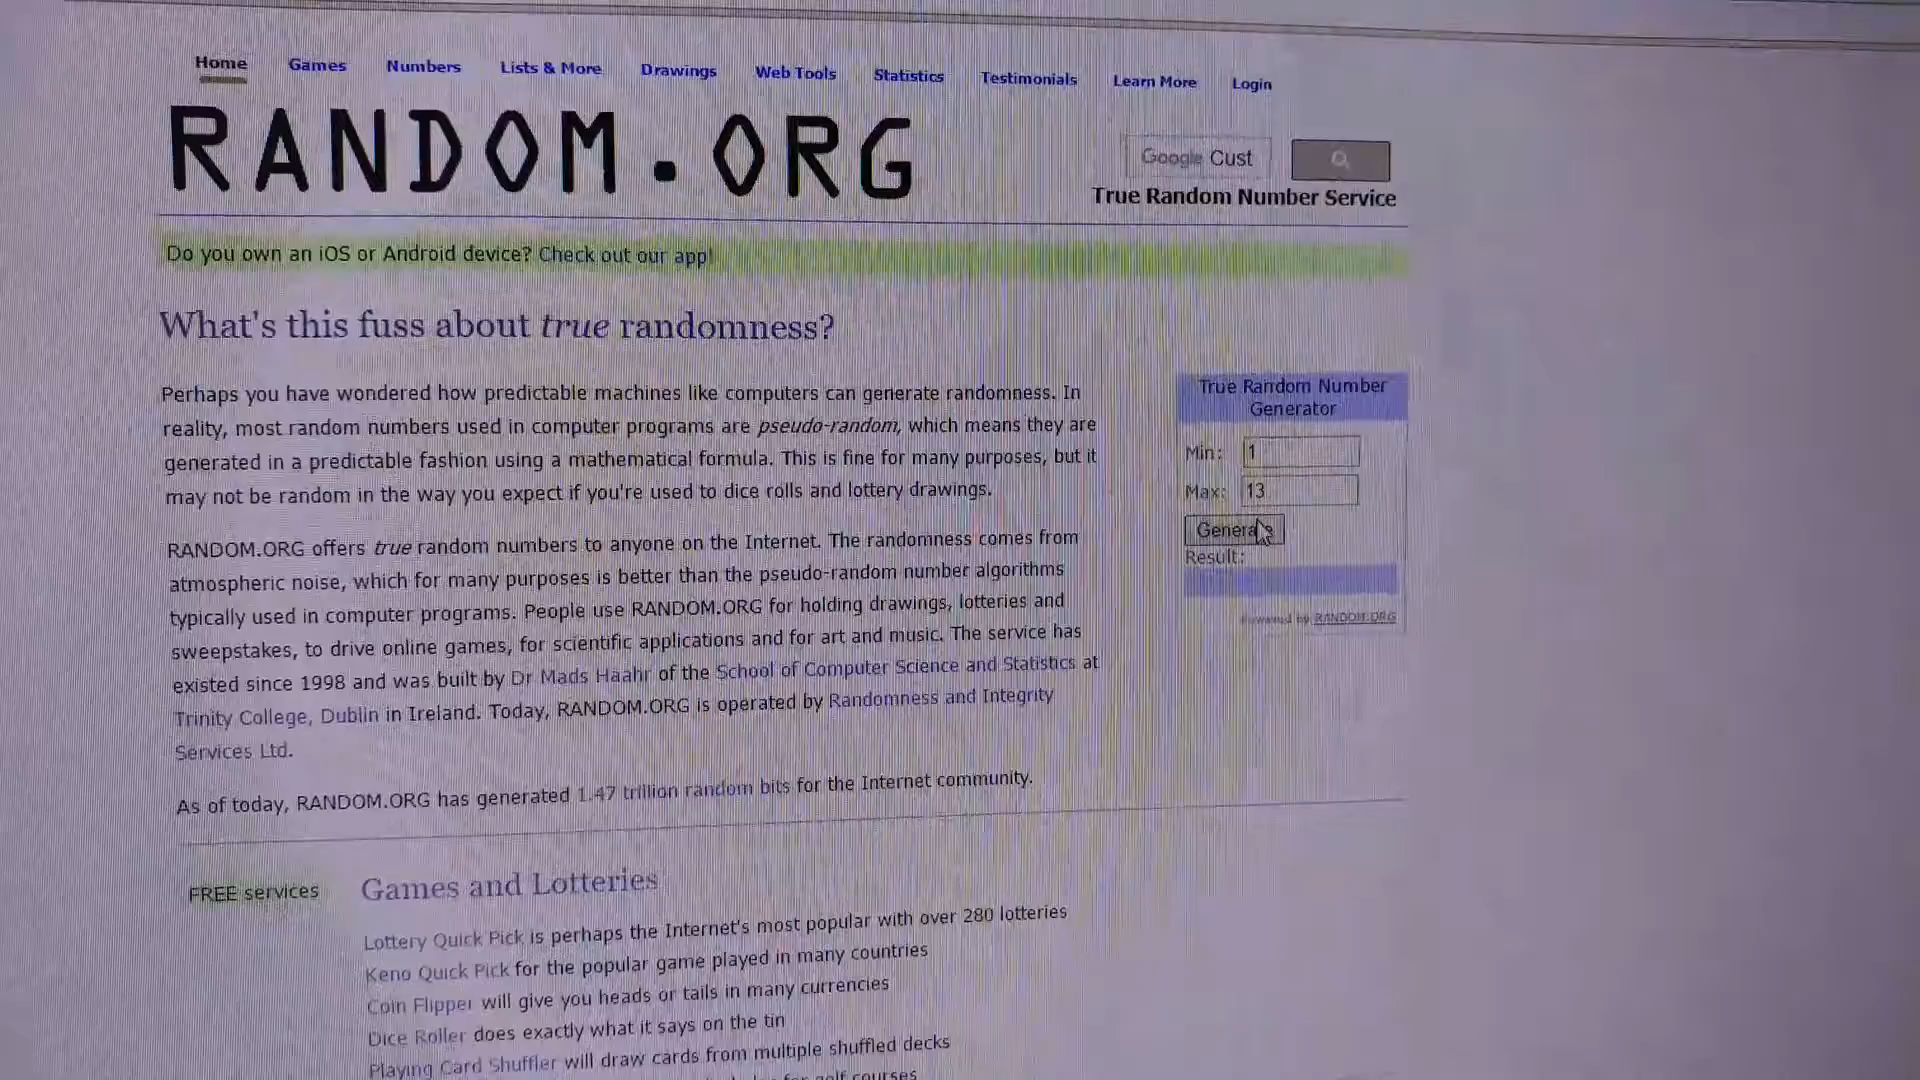 Home Games Numbers Lists & More Drawings Web Tools Statistics Testimonials Learn More Login
RANDOM.ORG
Google Cust
True Random Number Service
Do you own an iOS or Android device? Check out our app!
What's this fuss about true randomness?
Perhaps you have wondered how predictable machines like computers can generate randomness. In
reality, most random numbers used in computer programs are pseudo-random, which means they are
generated in a predictable fashion using a mathematical formula. This is fine for many purposes, but it
may not be random in the way you expect if you're used to dice rolls and lottery drawings.
RANDOM.ORG offers true random numbers to anyone on the Internet. The randomness comes from
atmospheric noise, which for many purposes is better than the pseudo-random number algorithms
typically used in computer programs. People use RANDOM.ORG for holding drawings, lotteries and
sweepstakes, to drive online games, for scientific applications and for art and music. The service has
existed since 1998 and was built by Dr Mads Haahr of the School of Computer Science and Statistics at
Trinity College, Dublin in Ireland. Today, RANDOM.ORG is operated by Randomness and Integrity
Services Ltd.
As of today, RANDOM.ORG has generated 1.47 trillion random bits for the Internet community.
True Random Number
Generator
Min: 1
Max: 13
Generate
Result:
Powered by RANDOM.ORG
FREE services
Games and Lotteries
Lottery Quick Pick is perhaps the Internet's most popular with over 280 lotteries
Keno Quick Pick for the popular game played in many countries
Coin Flipper will give you heads or tails in many currencies
Dice Roller does exactly what it says on the tin
Playing Card Shuffler will draw cards from multiple shuffled decks
for golf courses